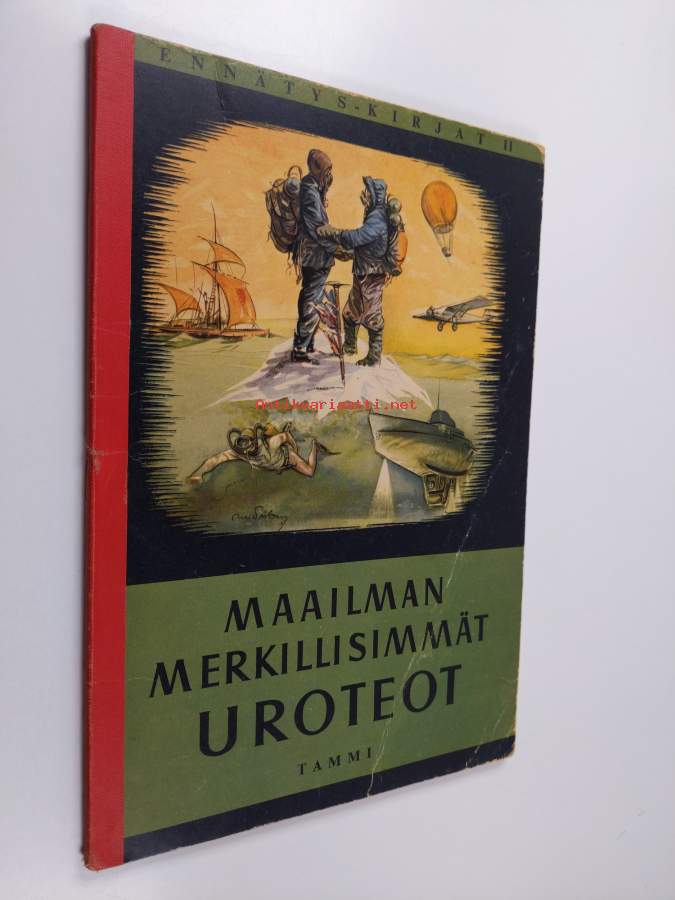 ENNÄTYS-KIRJAT II
Antikvariaatti.net
MAAILMAN
MERKILLISIMMÄT
UROTEOT
TAMMI